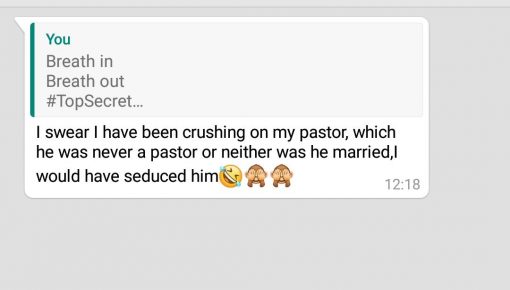 You
Breath in
Breath out
#TopSecret...
I swear I have been crushing on my pastor, which
he was never a pastor or neither was he married,I
would have seduced him🤣🙈🙈
12:18